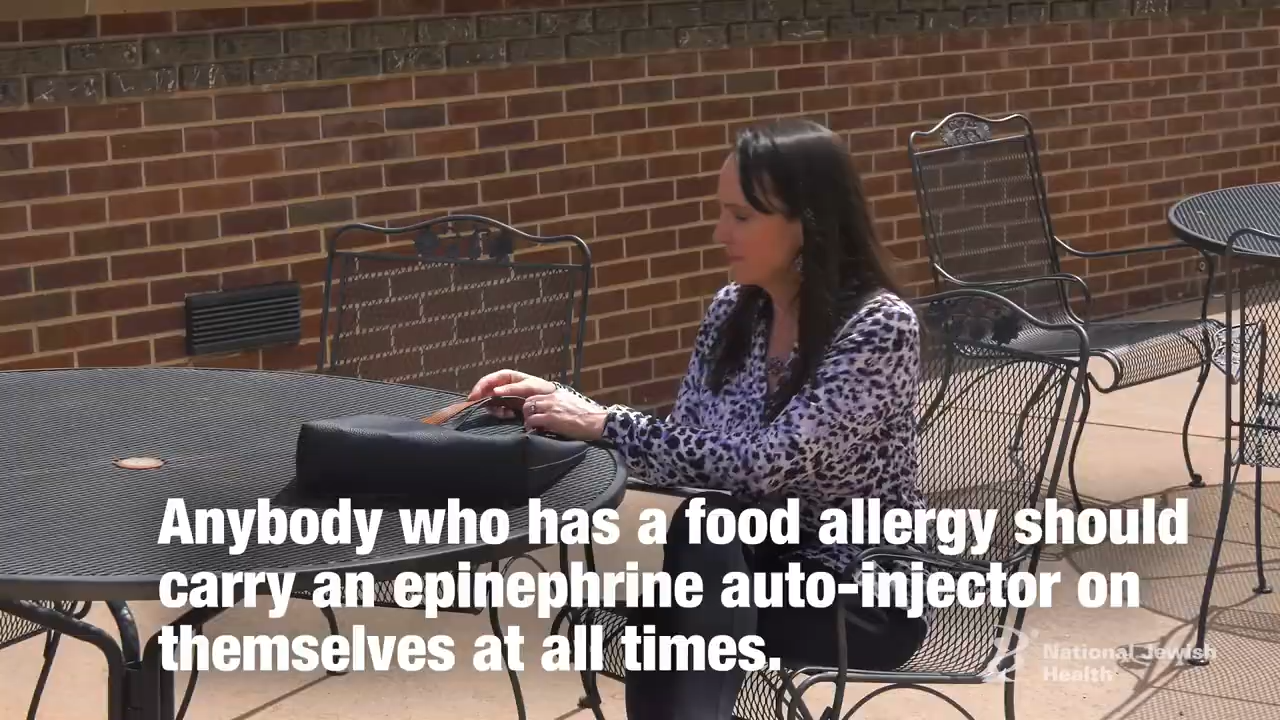 Anybody who has a food allergy should
carry an epinephrine auto-injector on
themselves at all times.
National Jewish
Health